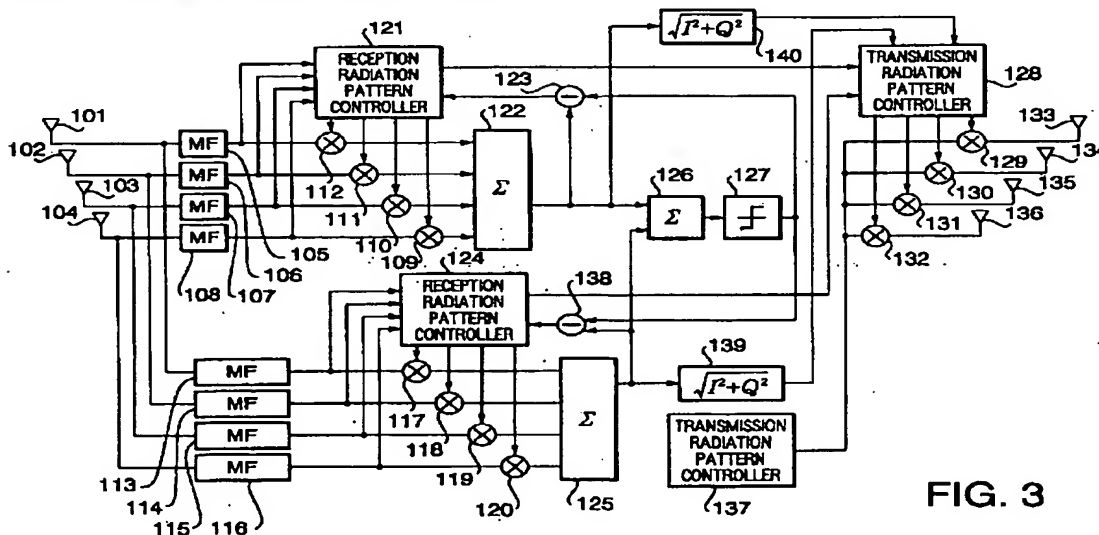 121
RECEPTION
RADIATION
PATTERN
CONTROLLER
√I²+Q²
140
TRANSMISSION
RADIATION
PATTERN
CONTROLLER
128
123
−
122
Σ
101
102
103
104
MF
MF
MF
MF
105
106
107
108
112
111
110
109
126
Σ
127
133
134
135
136
129
130
131
132
124
RECEPTION
RADIATION
PATTERN
CONTROLLER
138
−
139
√I²+Q²
MF
MF
MF
MF
113
114
115
116
117
118
119
120
Σ
125
TRANSMISSION
RADIATION
PATTERN
CONTROLLER
137
FIG. 3